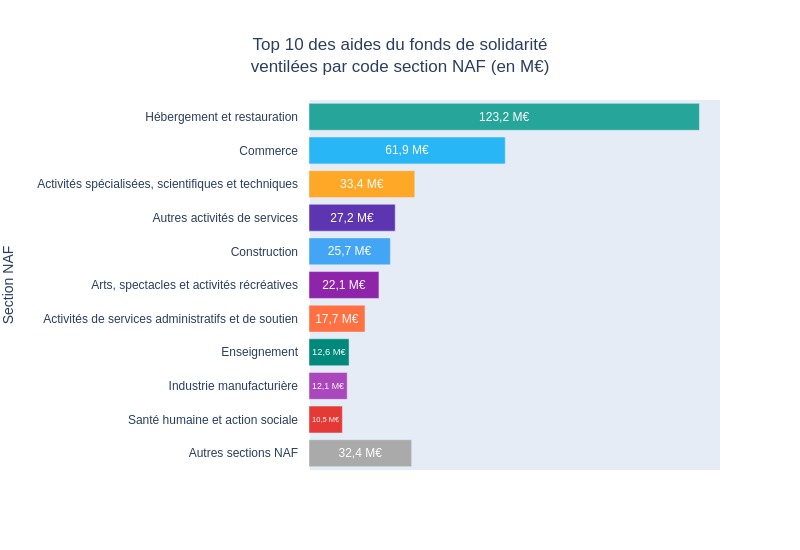 Top 10 des aides du fonds de solidarité
ventilées par code section NAF (en M€)
Section NAF
Hébergement et restauration 123,2 M€
Commerce 61,9 M€
Activités spécialisées, scientifiques et techniques 33,4 M€
Autres activités de services 27,2 M€
Construction 25,7 M€
Arts, spectacles et activités récréatives 22,1 M€
Activités de services administratifs et de soutien 17,7 M€
Enseignement 12,6 M€
Industrie manufacturière 12,1 M€
Santé humaine et action sociale 10,5 M€
Autres sections NAF 32,4 M€